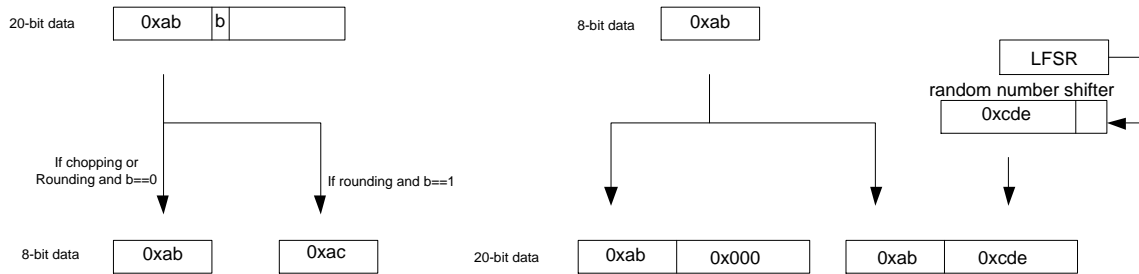 20-bit data
0xab
b
If chopping or
Rounding and b==0
If rounding and b==1
8-bit data
0xab
0xac
8-bit data
0xab
LFSR
random number shifter
0xcde
20-bit data
0xab
0x000
0xab
0xcde